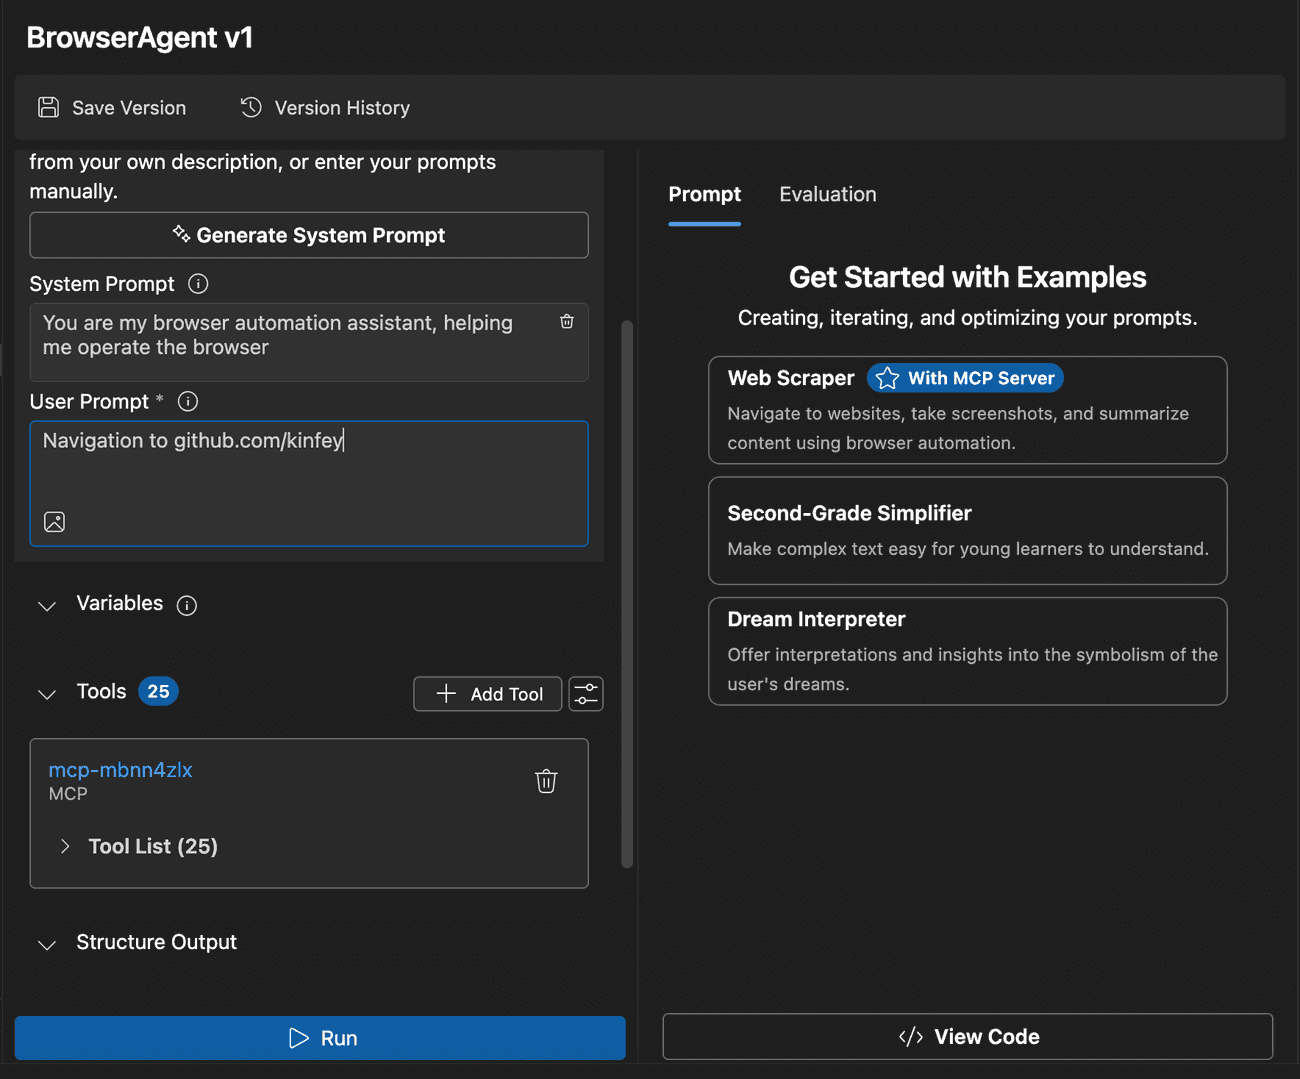 BrowserAgent v1
Save Version
Version History
from your own description, or enter your prompts
manually.
Generate System Prompt
System Prompt
You are my browser automation assistant, helping
me operate the browser
User Prompt *
Navigation to github.com/kinfey
Variables
Tools 25
Add Tool
mcp-mbnn4zlx
MCP
Tool List (25)
Structure Output
Run
Prompt
Evaluation
Get Started with Examples
Creating, iterating, and optimizing your prompts.
Web Scraper With MCP Server
Navigate to websites, take screenshots, and summarize
content using browser automation.
Second-Grade Simplifier
Make complex text easy for young learners to understand.
Dream Interpreter
Offer interpretations and insights into the symbolism of the
user's dreams.
View Code